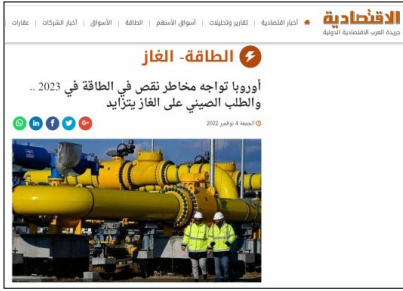 الاقتصادية
جريدة العرب الاقتصادية الدولية
أخبار اقتصادية | تقارير وتحليلات | أسواق الأسهم | الطاقة | الأسواق | أخبار الشركات | عقارات
الطاقة- الغاز
أوروبا تواجه مخاطر نقص في الطاقة في 2023 ..
والطلب الصيني على الغاز يتزايد
الجمعة 4 نوفمبر 2022